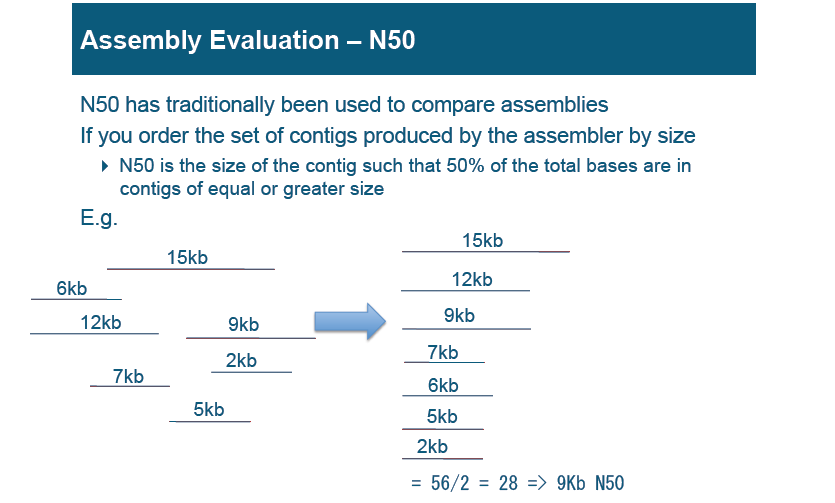 Assembly Evaluation – N50
N50 has traditionally been used to compare assemblies
If you order the set of contigs produced by the assembler by size
N50 is the size of the contig such that 50% of the total bases are in
contigs of equal or greater size
E.g.
15kb
6kb
12kb
9kb
2kb
7kb
5kb
15kb
12kb
9kb
7kb
6kb
5kb
2kb
= 56/2 = 28 => 9Kb N50